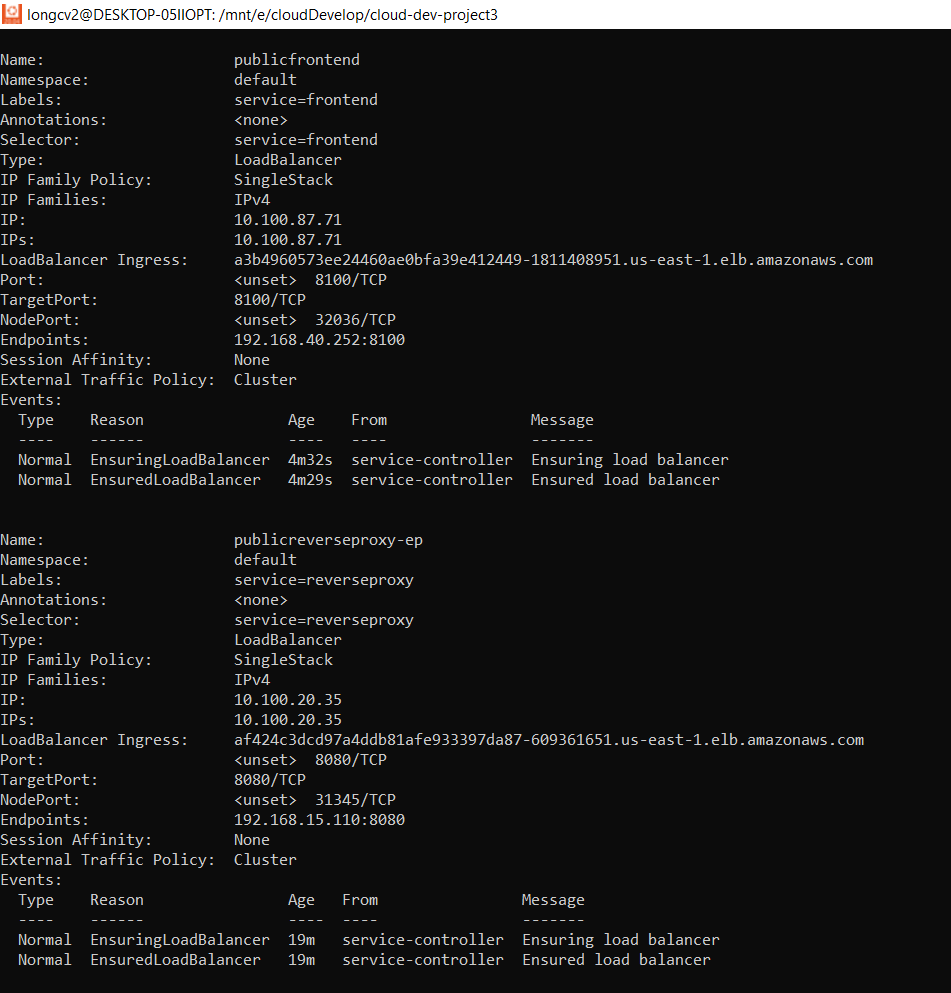 longcv2@DESKTOP-05IIOPT: /mnt/e/cloudDevelop/cloud-dev-project3
Name: publicfrontend
Namespace: default
Labels: service=frontend
Annotations: <none>
Selector: service=frontend
Type: LoadBalancer
IP Family Policy: SingleStack
IP Families: IPv4
IP: 10.100.87.71
IPs: 10.100.87.71
LoadBalancer Ingress: a3b4960573ee24460ae0bfa39e412449-1811408951.us-east-1.elb.amazonaws.com
Port: <unset> 8100/TCP
TargetPort: 8100/TCP
NodePort: <unset> 32036/TCP
Endpoints: 192.168.40.252:8100
Session Affinity: None
External Traffic Policy: Cluster
Events:
Type Reason Age From Message
---- ------ ---- ---- -------
Normal EnsuringLoadBalancer 4m32s service-controller Ensuring load balancer
Normal EnsuredLoadBalancer 4m29s service-controller Ensured load balancer
Name: publicreverseproxy-ep
Namespace: default
Labels: service=reverseproxy
Annotations: <none>
Selector: service=reverseproxy
Type: LoadBalancer
IP Family Policy: SingleStack
IP Families: IPv4
IP: 10.100.20.35
IPs: 10.100.20.35
LoadBalancer Ingress: af424c3dcd97a4ddb81afe933397da87-609361651.us-east-1.elb.amazonaws.com
Port: <unset> 8080/TCP
TargetPort: 8080/TCP
NodePort: <unset> 31345/TCP
Endpoints: 192.168.15.110:8080
Session Affinity: None
External Traffic Policy: Cluster
Events:
Type Reason Age From Message
---- ------ ---- ---- -------
Normal EnsuringLoadBalancer 19m service-controller Ensuring load balancer
Normal EnsuredLoadBalancer 19m service-controller Ensured load balancer